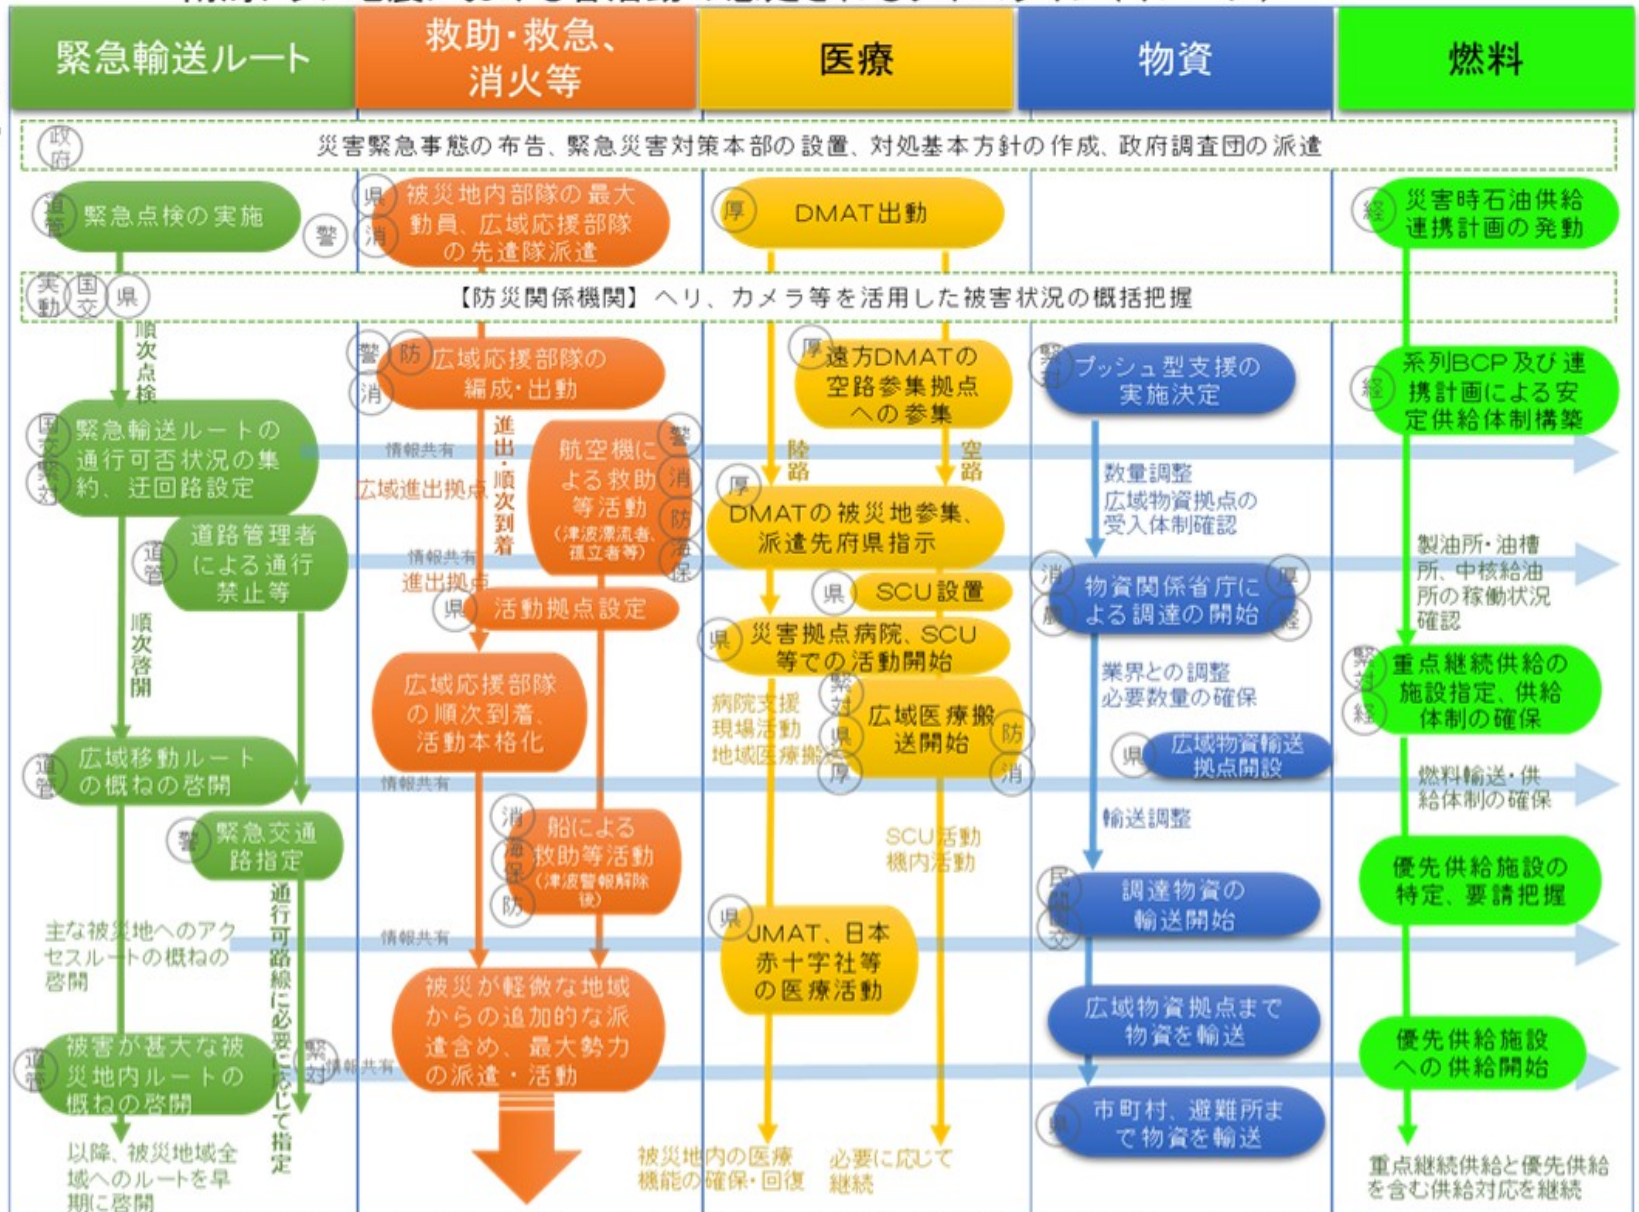 緊急輸送ルート
救助・救急、
消火等
医療
物資
燃料
政府
災害緊急事態の布告、緊急災害対策本部の設置、対処基本方針の作成、政府調査団の派遣
道管
緊急点検の実施
警
県
消
被災地内部隊の最大
動員、広域応援部隊
の先遣隊派遣
厚
DMAT出動
経
災害時石油供給
連携計画の発動
実動
国交
県
【防災関係機関】ヘリ、カメラ等を活用した被害状況の概括把握
順次点検
国交
緊対
緊急輸送ルートの
通行可否状況の集
約、迂回路設定
道管
道路管理者
による通行
禁止等
順次啓開
道管
広域移動ルート
の概ねの啓開
警
緊急交通
路指定
主な被災地へのアク
セスルートの概ねの
啓開
通行可路線に必要に応じて指定
道管
緊対
被害が甚大な被
災地内ルートの
概ねの啓開
以降、被災地域全
域へのルートを早
期に啓開
警
防
消
広域応援部隊の
編成・出動
情報共有
広域進出拠点
進出・順次到着
航空機に
よる救助
等活動
(津波漂流者、
孤立者等)
警
消
防
海保
情報共有
進出拠点
県
活動拠点設定
広域応援部隊
の順次到着、
活動本格化
情報共有
消
海保
防
船による
救助等活動
(津波警報解除
後)
情報共有
被災が軽微な地域
からの追加的な派
遣含め、最大勢力
の派遣・活動
情報共有
厚
遠方DMATの
空路参集拠点
への参集
陸路
空路
厚
DMATの被災地参集、
派遣先府県指示
県
SCU設置
県
災害拠点病院、SCU
等での活動開始
病院支援
現場活動
地域医療搬送
緊対
県
厚
広域医療搬
送開始
防
消
SCU活動
機内活動
県
JMAT、日本
赤十字社等
の医療活動
被災地内の医療
機能の確保・回復
必要に応じて
継続
緊対
プッシュ型支援の
実施決定
数量調整
広域物資拠点の
受入体制確認
消
農
厚
経
物資関係省庁に
よる調達の開始
業界との調整
必要数量の確保
県
広域物資輸送
拠点開設
輸送調整
民間
国交
調達物資の
輸送開始
広域物資拠点まで
物資を輸送
県
市町村、避難所ま
で物資を輸送
経
系列BCP及び連
携計画による安
定供給体制構築
製油所・油槽
所、中核給油
所の稼働状況
確認
緊対
経
重点継続供給の
施設指定、供給
体制の確保
燃料輸送・供
給体制の確保
優先供給施設の
特定、要請把握
優先供給施設
への供給開始
重点継続供給と優先供給
を含む供給対応を継続